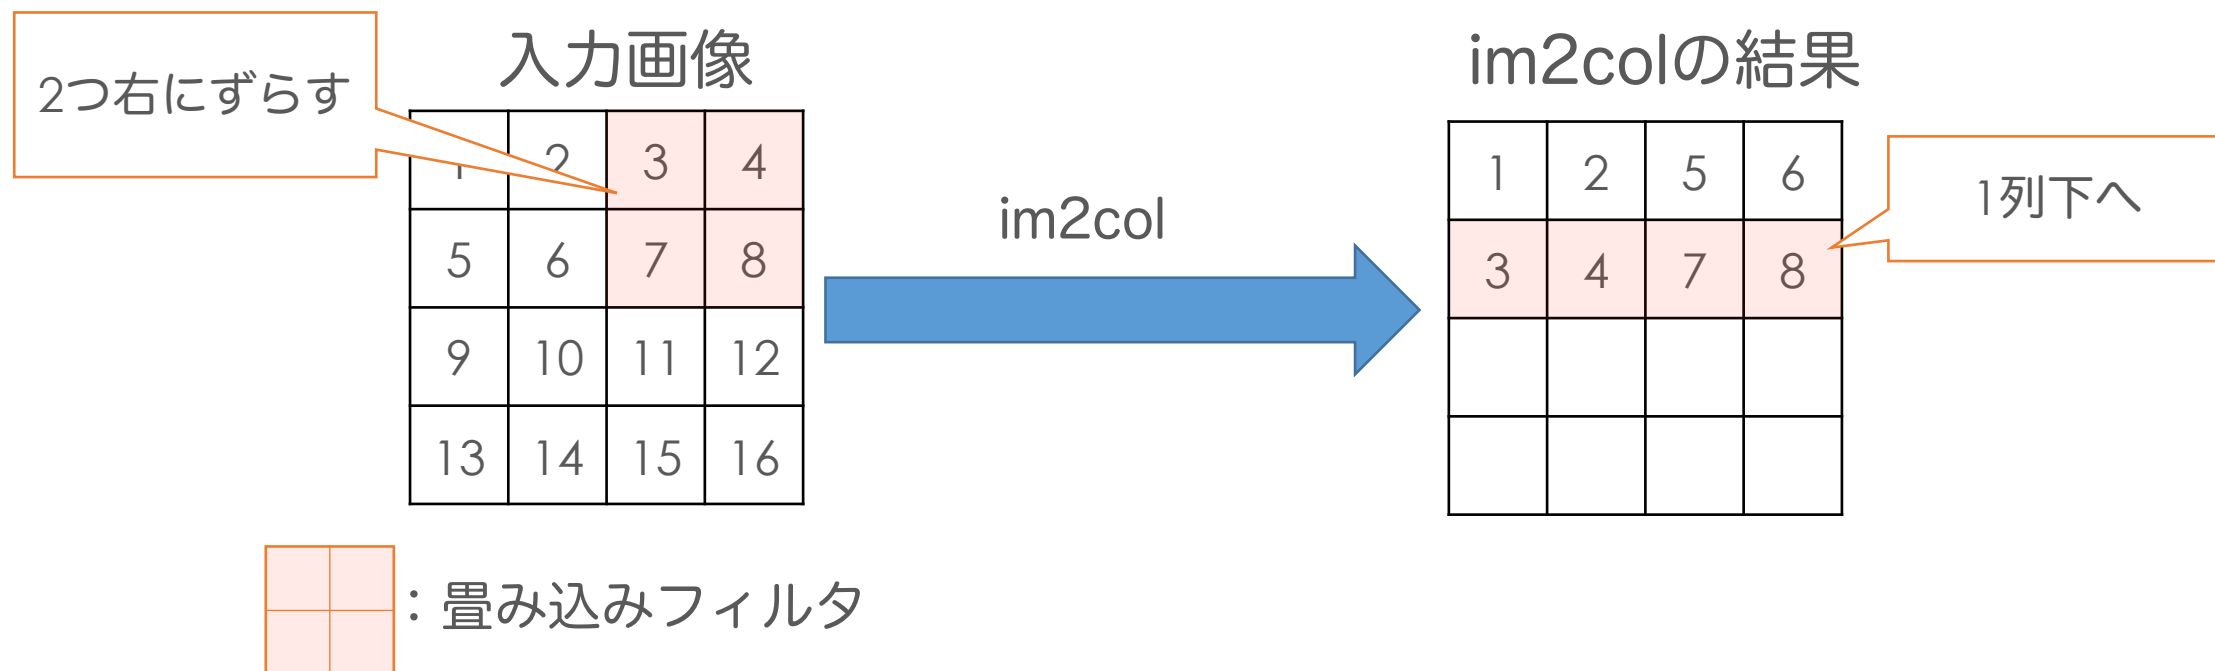 2つ右にずらす
入力画像
1 2 3 4
5 6 7 8
9 10 11 12
13 14 15 16
：畳み込みフィルタ
im2col
im2colの結果
1 2 5 6
3 4 7 8
1列下へ